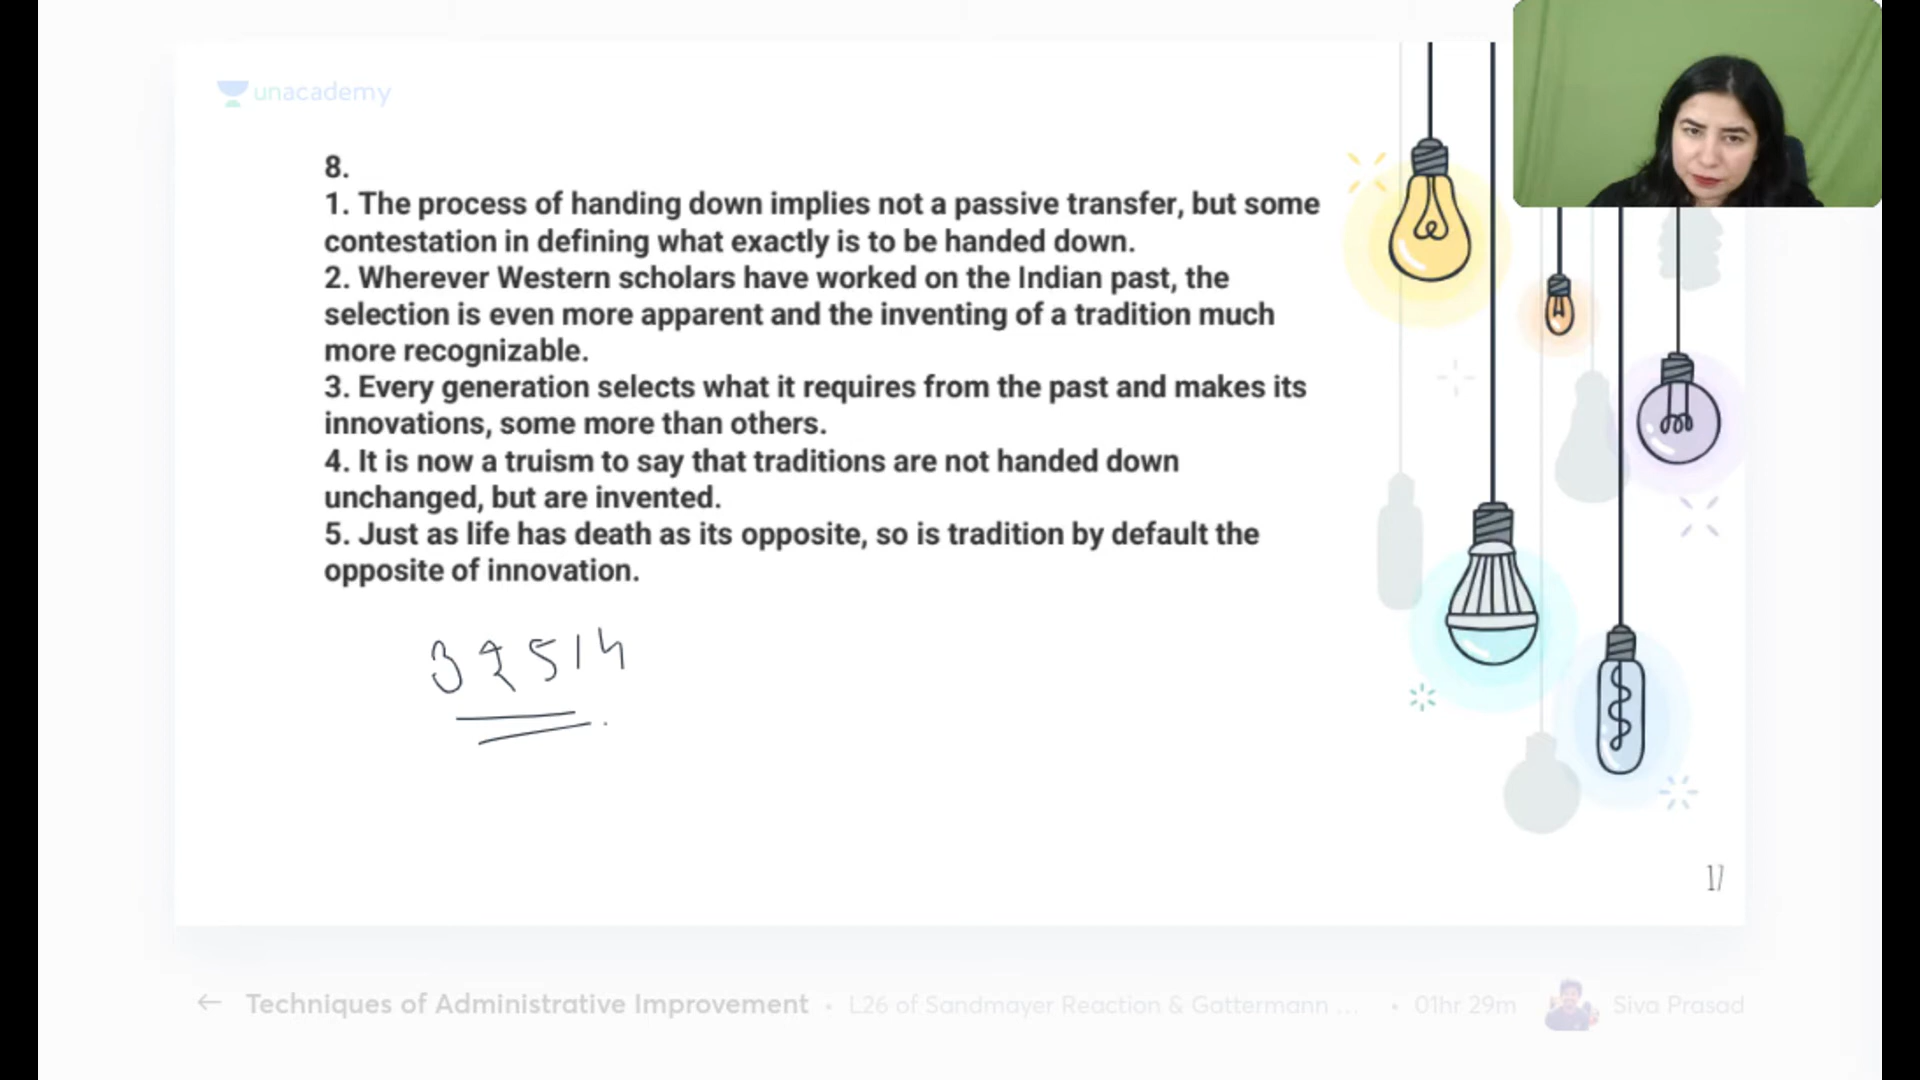 unacademy
8.
1. The process of handing down implies not a passive transfer, but some
contestation in defining what exactly is to be handed down.
2. Wherever Western scholars have worked on the Indian past, the
selection is even more apparent and the inventing of a tradition much
more recognizable.
3. Every generation selects what it requires from the past and makes its
innovations, some more than others.
4. It is now a truism to say that traditions are not handed down
unchanged, but are invented.
5. Just as life has death as its opposite, so is tradition by default the
opposite of innovation.
17
← Techniques of Administrative Improvement • L26 of Sandmayer Reaction & Gattermann ... • 01hr 29m Siva Prasad